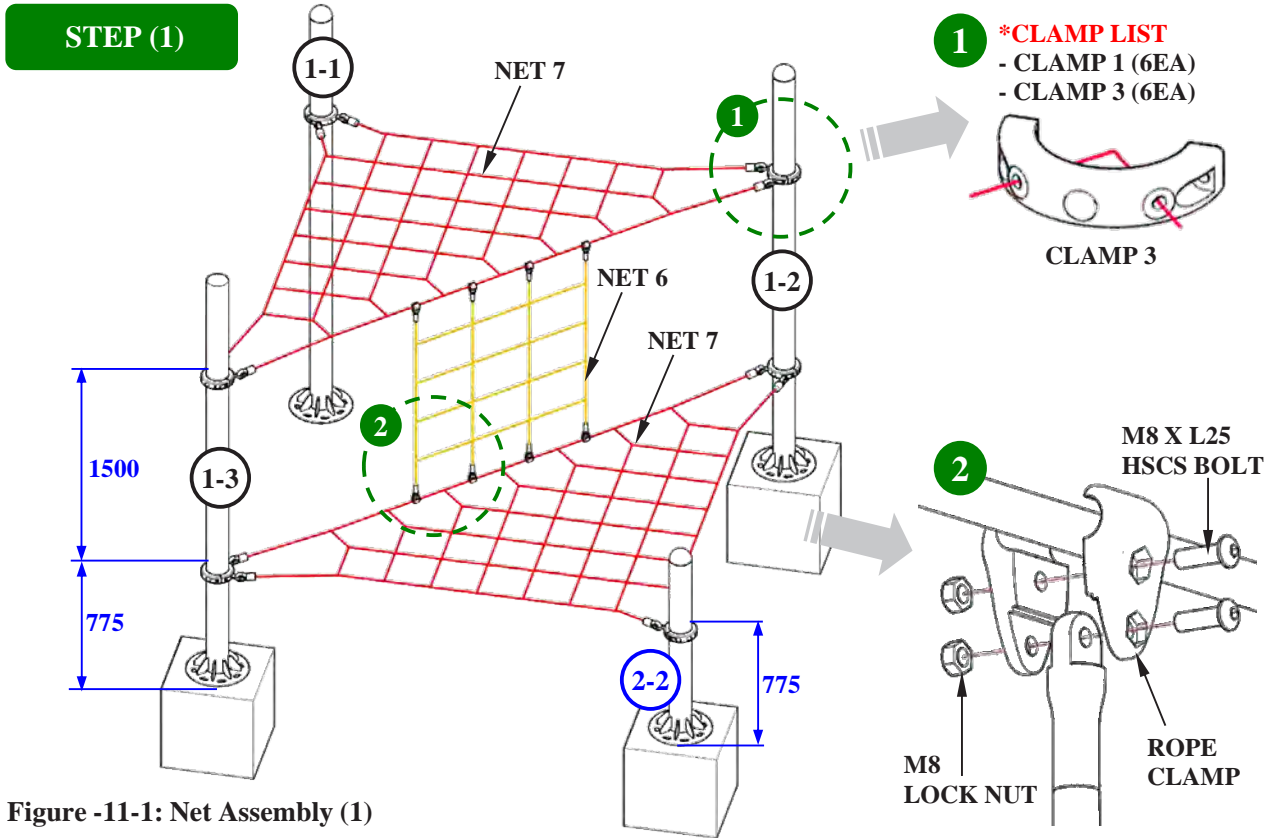 STEP (1)
1-1
NET 7
1
1
*CLAMP LIST
- CLAMP 1 (6EA)
- CLAMP 3 (6EA)
CLAMP 3
1-2
NET 6
NET 7
2
1500
1-3
775
2-2
775
2
M8 X L25
HSCS BOLT
M8
LOCK NUT
ROPE
CLAMP
Figure -11-1: Net Assembly (1)